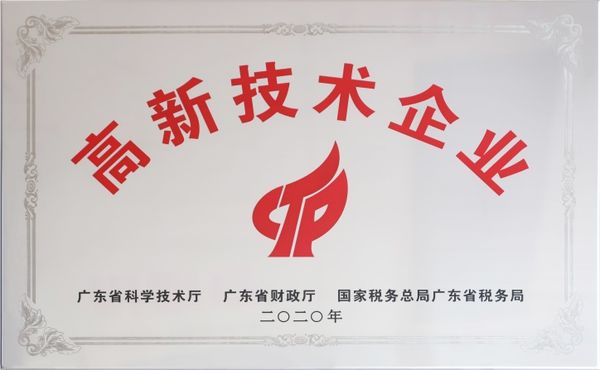 高新技术企业
CTP
广东省科学技术厅 广东省财政厅 国家税务总局广东省税务局
二〇二〇年